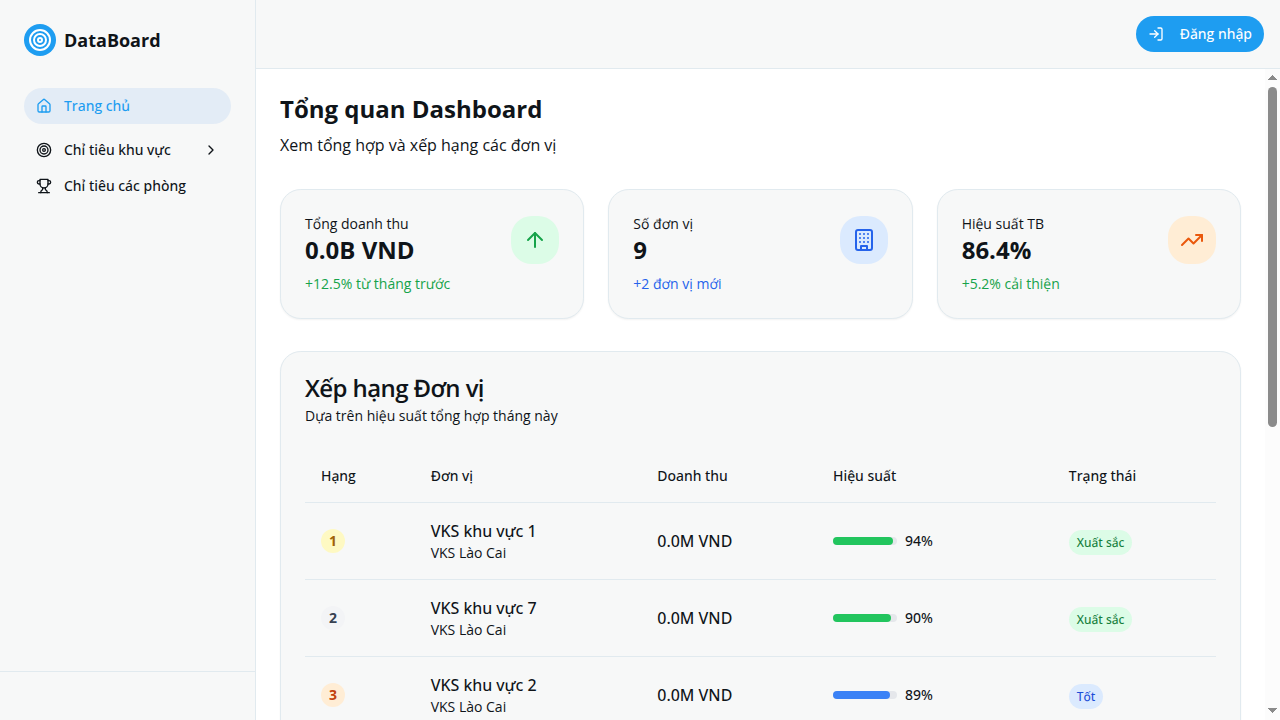 DataBoard
Đăng nhập
Trang chủ
Chỉ tiêu khu vực
Chỉ tiêu các phòng
Tổng quan Dashboard
Xem tổng hợp và xếp hạng các đơn vị
Tổng doanh thu
0.0B VND
+12.5% từ tháng trước
Số đơn vị
9
+2 đơn vị mới
Hiệu suất TB
86.4%
+5.2% cải thiện
Xếp hạng Đơn vị
Dựa trên hiệu suất tổng hợp tháng này
Hạng Đơn vị Doanh thu Hiệu suất Trạng thái
1 VKS khu vực 1 0.0M VND 94% Xuất sắc
VKS Lào Cai
2 VKS khu vực 7 0.0M VND 90% Xuất sắc
VKS Lào Cai
3 VKS khu vực 2 0.0M VND 89% Tốt
VKS Lào Cai